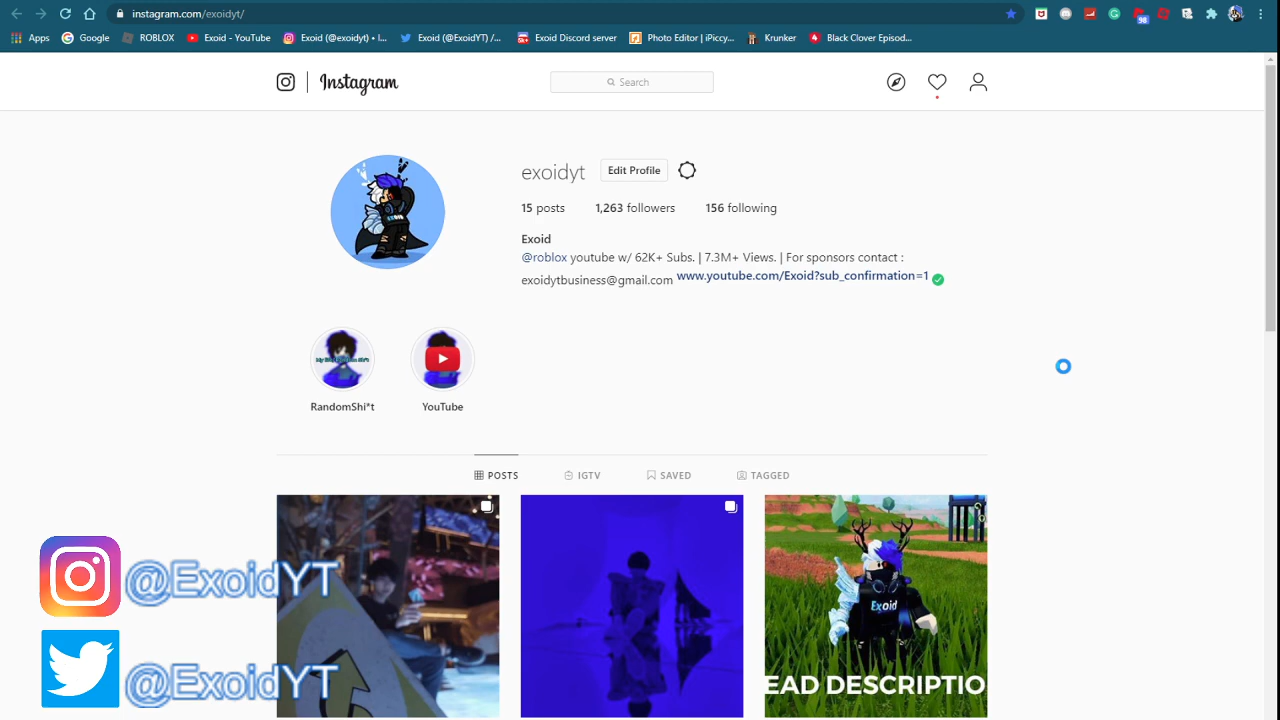 instagram.com/exoidyt/
98
Apps Google ROBLOX Exoid - YouTube Exoid (@exoidyt) • I... Exoid (@ExoidYT) /... Exoid Discord server Photo Editor | iPiccy... Krunker Black Clover Episod...
Instagram
Search
exoidyt Edit Profile
15 posts 1,263 followers 156 following
Exoid
@roblox youtube w/ 62K+ Subs. | 7.3M+ Views. | For sponsors contact :
exoidytbusiness@gmail.com www.youtube.com/Exoid?sub_confirmation=1
RandomShi*t YouTube
POSTS IGTV SAVED TAGGED
Exoid
EAD DESCRIPTIO
@ExoidYT
@ExoidYT